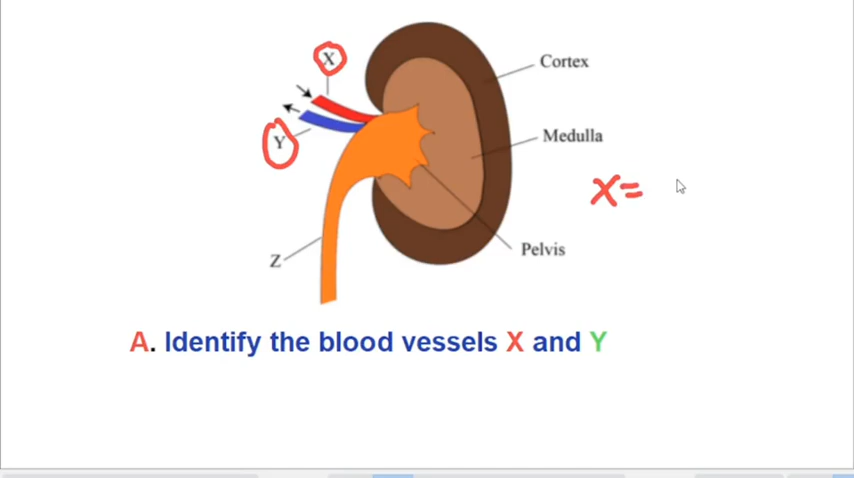 X
Cortex
Y
Medulla
X=
Z
Pelvis
A. Identify the blood vessels X and Y